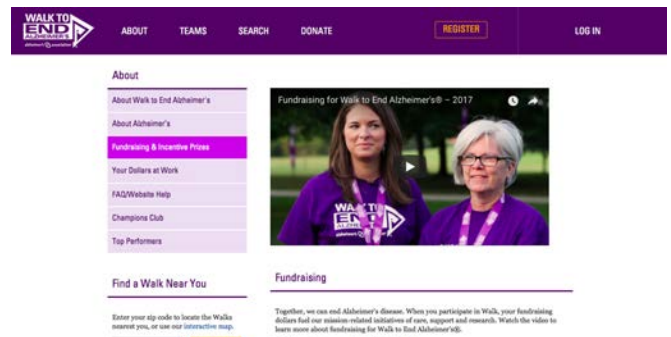 WALK TO
END
ALZHEIMER'S
alzheimer's association
ABOUT
TEAMS
SEARCH
DONATE
REGISTER
LOG IN
About
About Walk to End Alzheimer's
About Alzheimer's
Fundraising & Incentive Prizes
Your Dollars at Work
FAQ/Website Help
Champions Club
Top Performers
Find a Walk Near You
Enter your zip code to locate the Walks
nearest you, or use our interactive map.
Fundraising for Walk to End Alzheimer's® – 2017
WALK TO
END
Fundraising
Together, we can end Alzheimer's disease. When you participate in Walk, your fundraising
dollars fuel our mission-related initiatives of care, support and research. Watch the video to
learn more about fundraising for Walk to End Alzheimer's®.